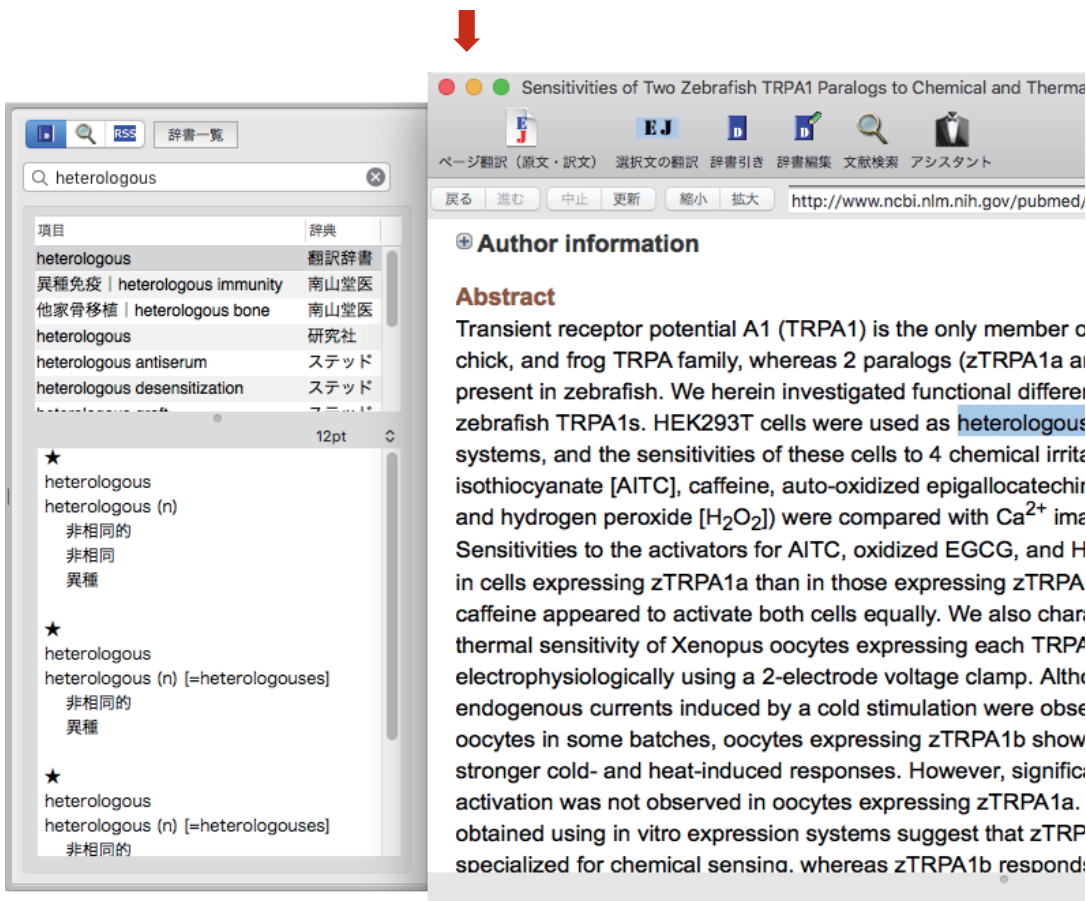 Sensitivities of Two Zebrafish TRPA1 Paralogs to Chemical and Therma
ページ翻訳（原文・訳文） 選択文の翻訳 辞書引き 辞書編集 文献検索 アシスタント
戻る 進む 中止 更新 縮小 拡大 http://www.ncbi.nlm.nih.gov/pubmed/
RSS 辞書一覧
heterologous
項目 辞典
heterologous 翻訳辞書
異種免疫｜heterologous immunity 南山堂医
他家骨移植｜heterologous bone 南山堂医
heterologous 研究社
heterologous antiserum ステッド
heterologous desensitization ステッド
12pt
★
heterologous
heterologous (n)
非相同的
非相同
異種
★
heterologous
heterologous (n) [=heterologouses]
非相同的
異種
★
heterologous
heterologous (n) [=heterologouses]
非相同的
Author information
Abstract
Transient receptor potential A1 (TRPA1) is the only member o
chick, and frog TRPA family, whereas 2 paralogs (zTRPA1a a
present in zebrafish. We herein investigated functional differe
zebrafish TRPA1s. HEK293T cells were used as heterologous
systems, and the sensitivities of these cells to 4 chemical irrita
isothiocyanate [AITC], caffeine, auto-oxidized epigallocatechi
and hydrogen peroxide [H2O2]) were compared with Ca2+ ima
Sensitivities to the activators for AITC, oxidized EGCG, and H
in cells expressing zTRPA1a than in those expressing zTRPA
caffeine appeared to activate both cells equally. We also chara
thermal sensitivity of Xenopus oocytes expressing each TRPA
electrophysiologically using a 2-electrode voltage clamp. Altho
endogenous currents induced by a cold stimulation were obse
oocytes in some batches, oocytes expressing zTRPA1b show
stronger cold- and heat-induced responses. However, significa
activation was not observed in oocytes expressing zTRPA1a.
obtained using in vitro expression systems suggest that zTRP
specialized for chemical sensing, whereas zTRPA1b responds